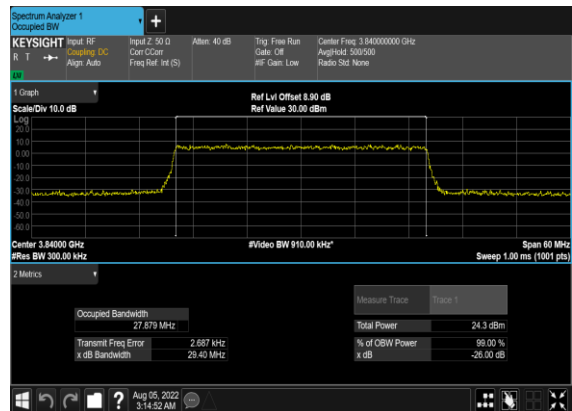 Spectrum Analyzer 1
Occupied BW
+
KEYSIGHT Input: RF Input Z: 50 Ω Atten: 40 dB Trig: Free Run Center Freq: 3.840000000 GHz
R T Coupling: DC Corr CCorr Gate: Off Avg|Hold: 500/500
Align: Auto Freq Ref: Int (S) #IF Gain: Low Radio Std: None
LW
1 Graph
Ref Lvl Offset 8.90 dB
Scale/Div 10.0 dB Ref Value 30.00 dBm
Log
20.0
10.0
0.00
-10.0
-20.0
-30.0
-40.0
-50.0
-60.0
Center 3.84000 GHz #Video BW 910.00 kHz* Span 60 MHz
#Res BW 300.00 kHz Sweep 1.00 ms (1001 pts)
2 Metrics
Measure Trace Trace 1
Occupied Bandwidth
27.879 MHz Total Power 24.3 dBm
Transmit Freq Error 2.687 kHz % of OBW Power 99.00 %
x dB Bandwidth 29.40 MHz x dB -26.00 dB
? Aug 05, 2022
3:14:52 AM